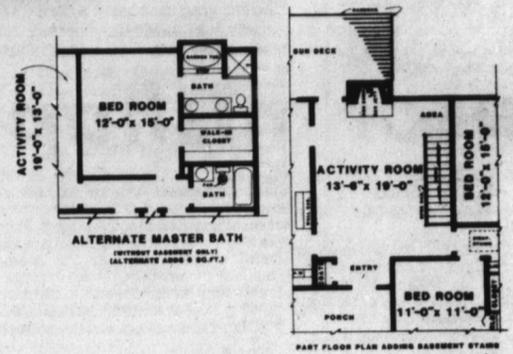 ACTIVITY ROOM
19'-0" x 13'-0"
BED ROOM
12'-0" x 15'-0"
GARDEN TUB
STEP
BATH
WALK-IN
CLOSET
BATH
ALTERNATE MASTER BATH
(WITHOUT BASEMENT ONLY)
(ALTERNATE ADDS 6 SQ.FT.)
SUN DECK
AREA
ACTIVITY ROOM
13'-6" x 19'-0"
BED ROOM
12'-0" x 15'-0"
ENTRY
PORCH
BED ROOM
11'-0" x 11'-0"
PART FLOOR PLAN ADDING BASEMENT STAIRS